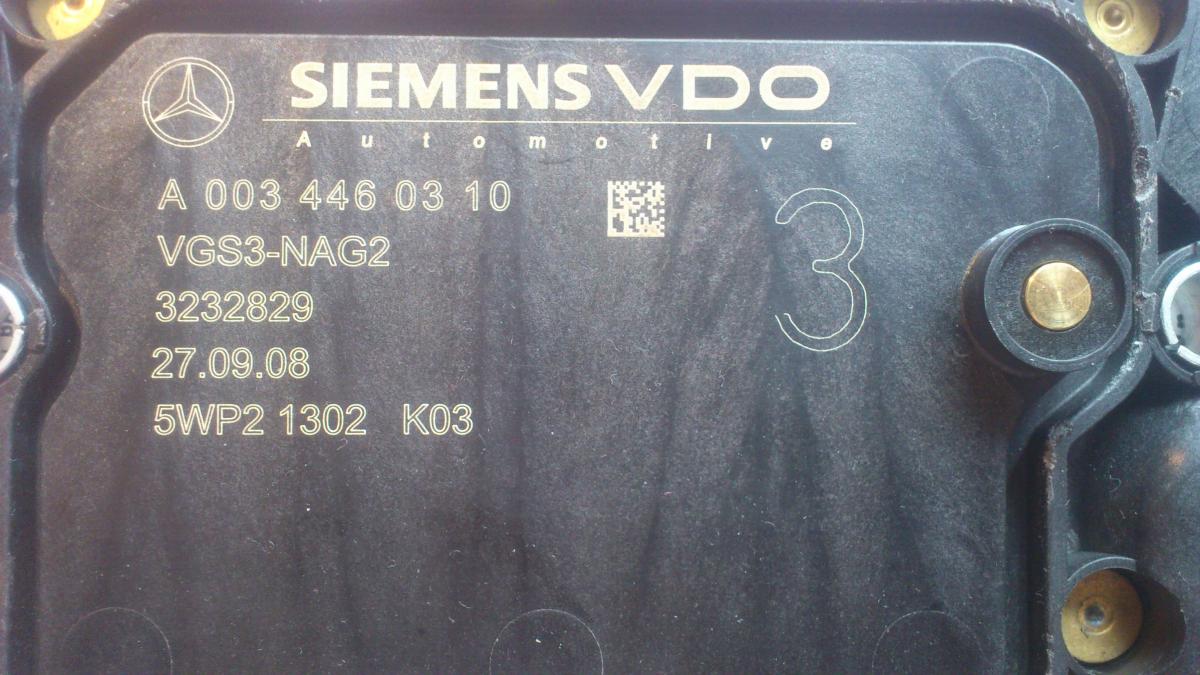 SIEMENS VDO
Automotive
A 003 446 03 10
VGS3-NAG2
3232829
27.09.08
5WP2 1302 K03
3